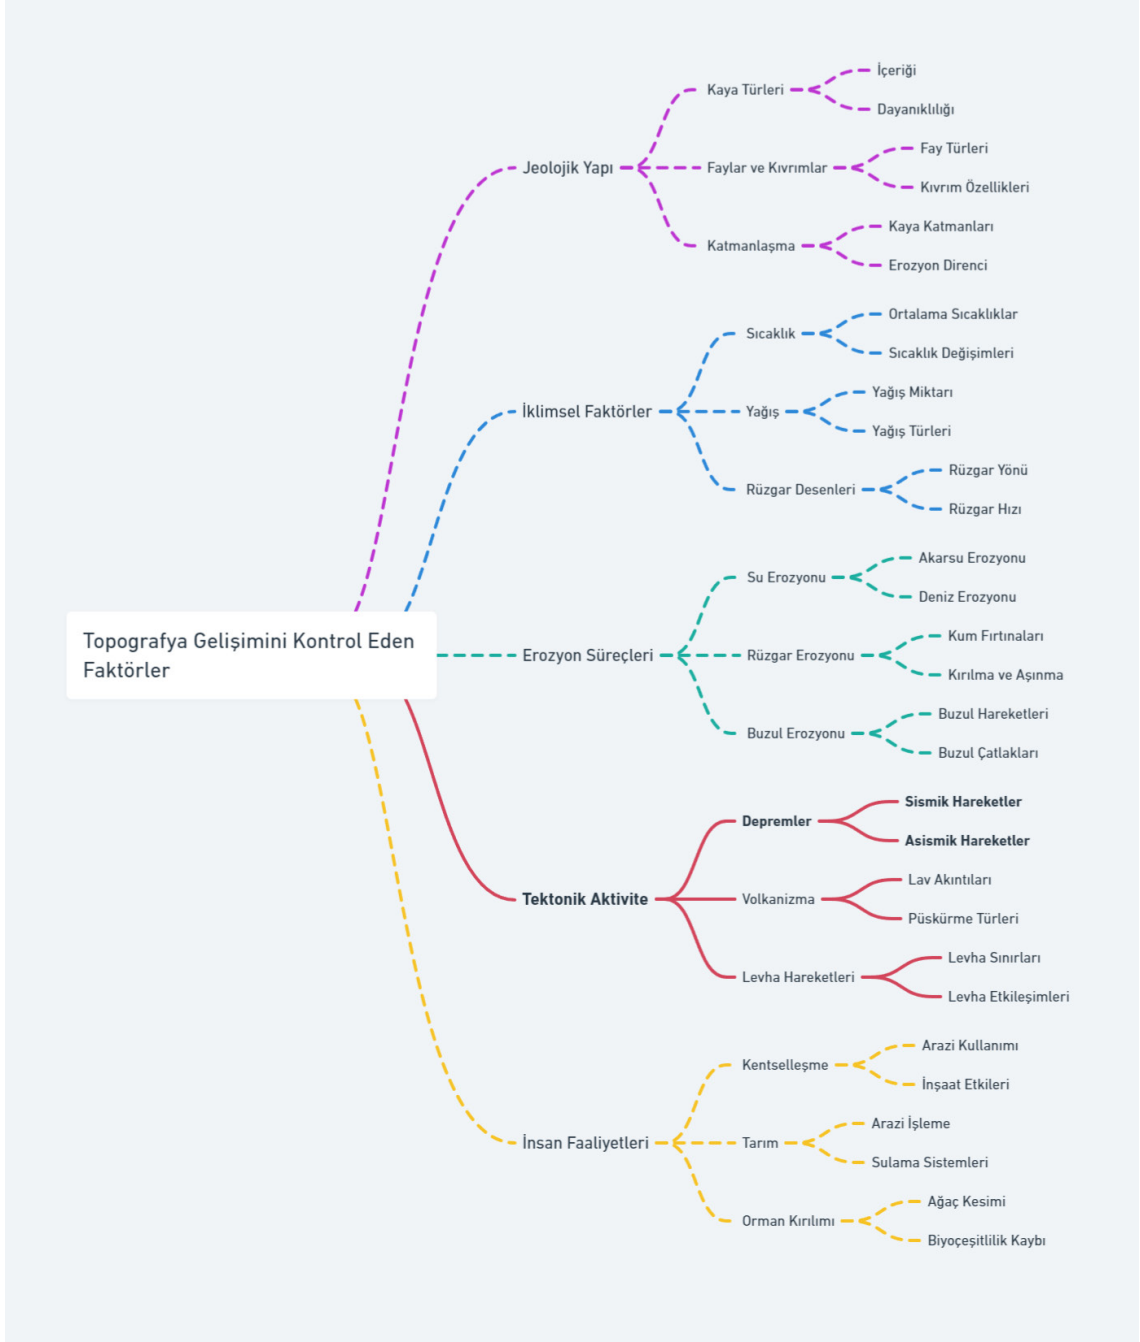 Topografya Gelişimini Kontrol Eden
Faktörler
Jeolojik Yapı
Kaya Türleri
İçeriği
Dayanıklılığı
Faylar ve Kıvrımlar
Fay Türleri
Kıvrım Özellikleri
Katmanlaşma
Kaya Katmanları
Erozyon Direnci
İklimsel Faktörler
Sıcaklık
Ortalama Sıcaklıklar
Sıcaklık Değişimleri
Yağış
Yağış Miktarı
Yağış Türleri
Rüzgar Desenleri
Rüzgar Yönü
Rüzgar Hızı
Erozyon Süreçleri
Su Erozyonu
Akarsu Erozyonu
Deniz Erozyonu
Rüzgar Erozyonu
Kum Fırtınaları
Kırılma ve Aşınma
Buzul Erozyonu
Buzul Hareketleri
Buzul Çatlakları
Tektonik Aktivite
Depremler
Sismik Hareketler
Asismik Hareketler
Volkanizma
Lav Akıntıları
Püskürme Türleri
Levha Hareketleri
Levha Sınırları
Levha Etkileşimleri
İnsan Faaliyetleri
Kentselleşme
Arazi Kullanımı
İnşaat Etkileri
Tarım
Arazi İşleme
Sulama Sistemleri
Orman Kırılımı
Ağaç Kesimi
Biyoçeşitlilik Kaybı